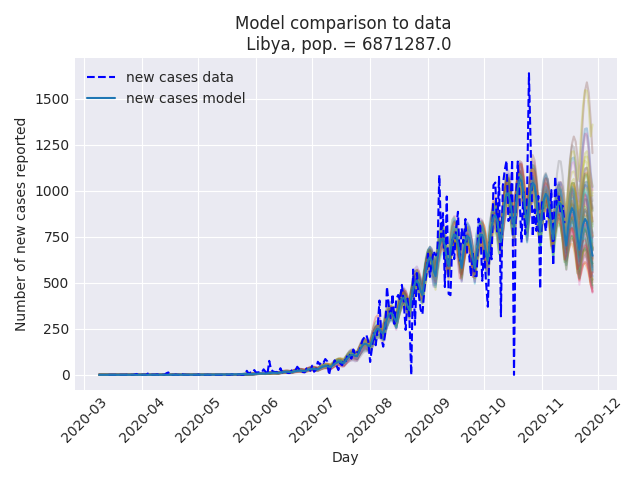 Model comparison to data
Libya, pop. = 6871287.0
new cases data
new cases model
Number of new cases reported
1500
1250
1000
750
500
250
0
2020-03
2020-04
2020-05
2020-06
2020-07
2020-08
2020-09
2020-10
2020-11
2020-12
Day